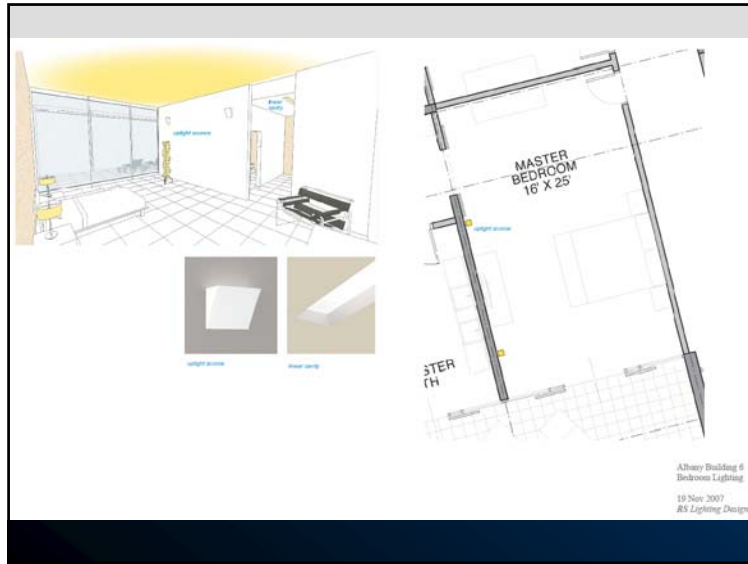 linear
cavity
uplight sconce
MASTER
BEDROOM
16' X 25'
uplight sconce
STER
TH
uplight sconce
linear cavity
Albany Building 6
Bedroom Lighting
19 Nov 2007
RS Lighting Design